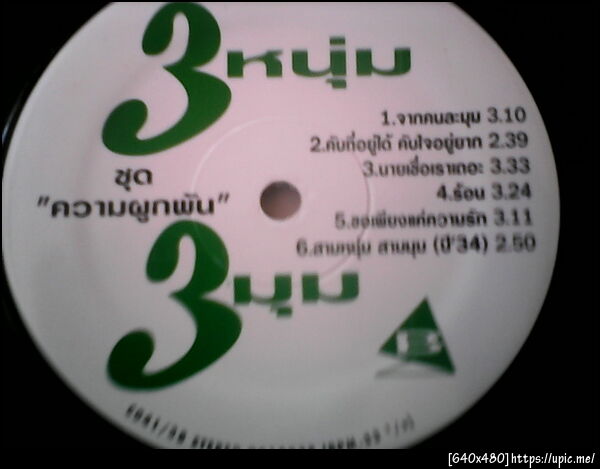 3หนุ่ม
ชุด
"ความผูกพัน"
3มุม
1.จากคนละมุม 3.10
2.คับที่อยู่ได้ คับใจอยู่ยาก 2.39
3.นายเชื่อเราเถอะ 3.33
4.ร้อน 3.24
5.ขอเพียงแค่ความรัก 3.11
6.สามหนุ่ม สามมุม (ปี'34) 2.50
B
STEREO
[640x480]https://upic.me/